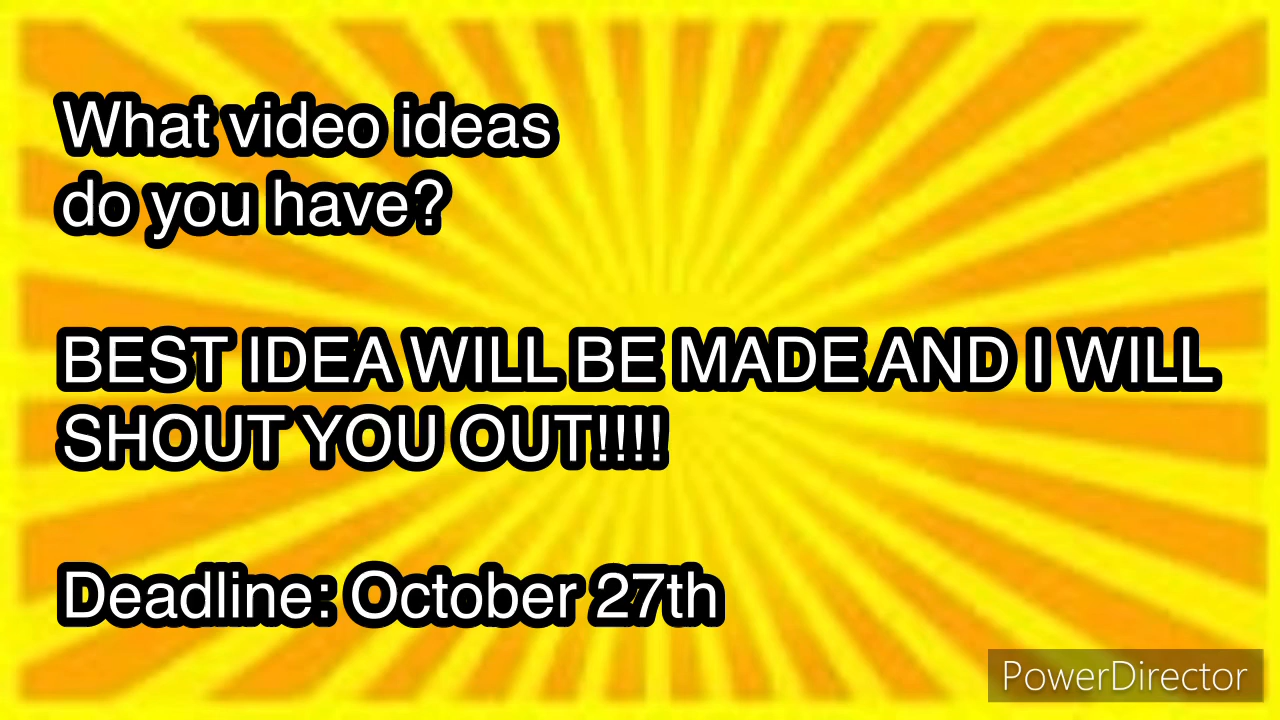 What video ideas
do you have?
BEST IDEA WILL BE MADE AND I WILL
SHOUT YOU OUT!!!!
Deadline: October 27th
PowerDirector